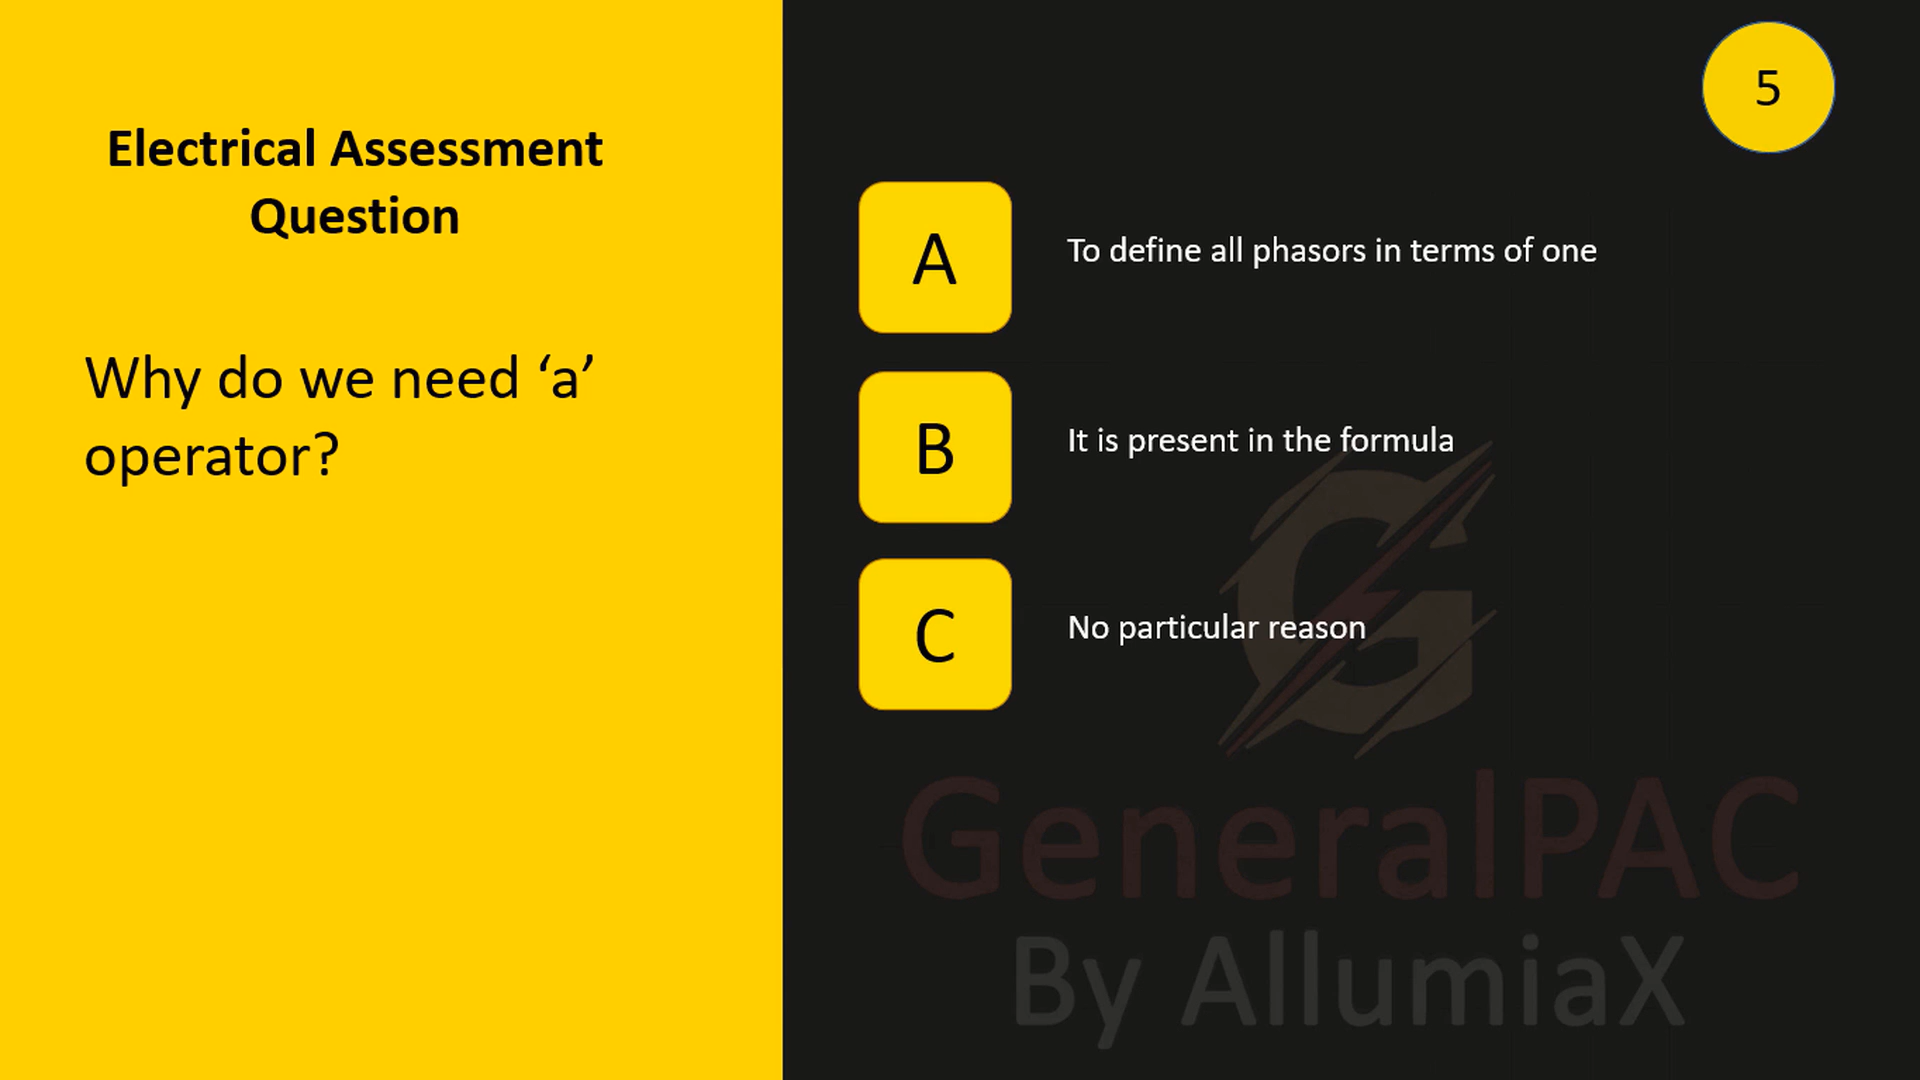 Electrical Assessment
Question
Why do we need ‘a’
operator?
5
A
To define all phasors in terms of one
B
It is present in the formula
C
No particular reason
G
GeneralPAC
By AllumiaX